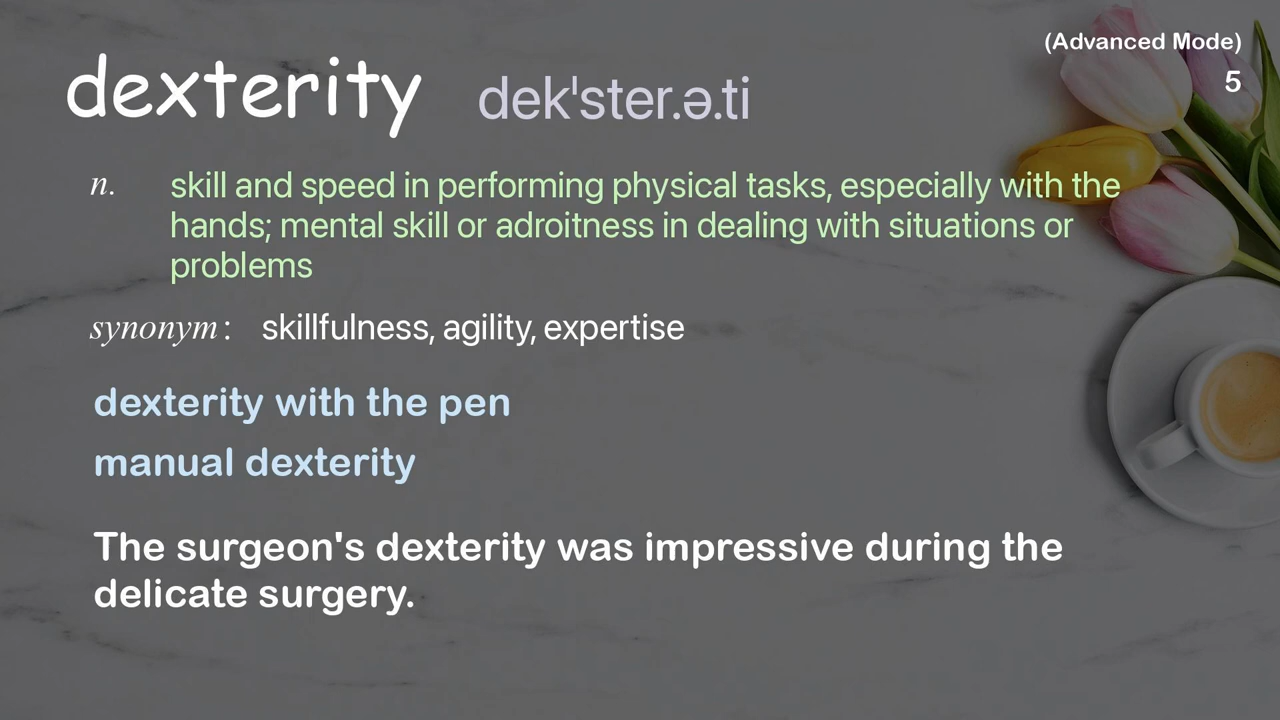 (Advanced Mode)
5
dexterity dek'ster.ə.ti
n. skill and speed in performing physical tasks, especially with the
hands; mental skill or adroitness in dealing with situations or
problems
synonym: skillfulness, agility, expertise
dexterity with the pen
manual dexterity
The surgeon's dexterity was impressive during the
delicate surgery.